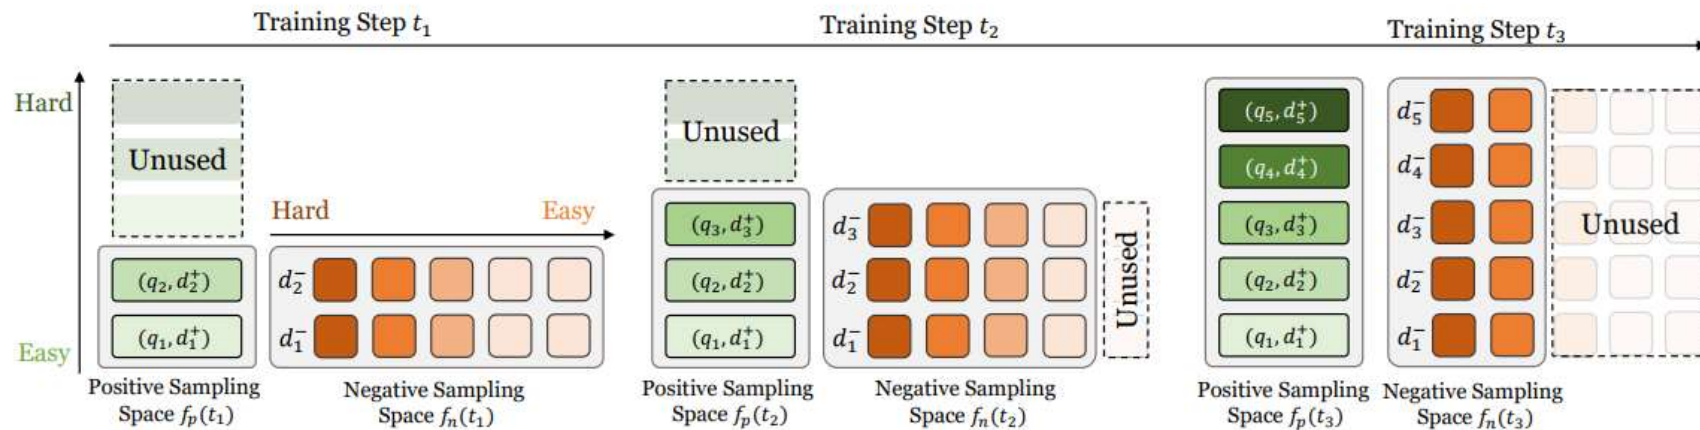 Training Step t₁
Training Step t₂
Training Step t₃
Hard
Easy
Unused
(q₂, d₂⁺)
(q₁, d₁⁺)
Positive Sampling
Space fₚ(t₁)
Hard
Easy
d₂⁻
d₁⁻
Negative Sampling
Space fₙ(t₁)
Unused
(q₃, d₃⁺)
(q₂, d₂⁺)
(q₁, d₁⁺)
Positive Sampling
Space fₚ(t₂)
d₃⁻
d₂⁻
d₁⁻
Unused
Negative Sampling
Space fₙ(t₂)
(q₅, d₅⁺)
(q₄, d₄⁺)
(q₃, d₃⁺)
(q₂, d₂⁺)
(q₁, d₁⁺)
Positive Sampling
Space fₚ(t₃)
d₅⁻
d₄⁻
d₃⁻
d₂⁻
d₁⁻
Unused
Negative Sampling
Space fₙ(t₃)